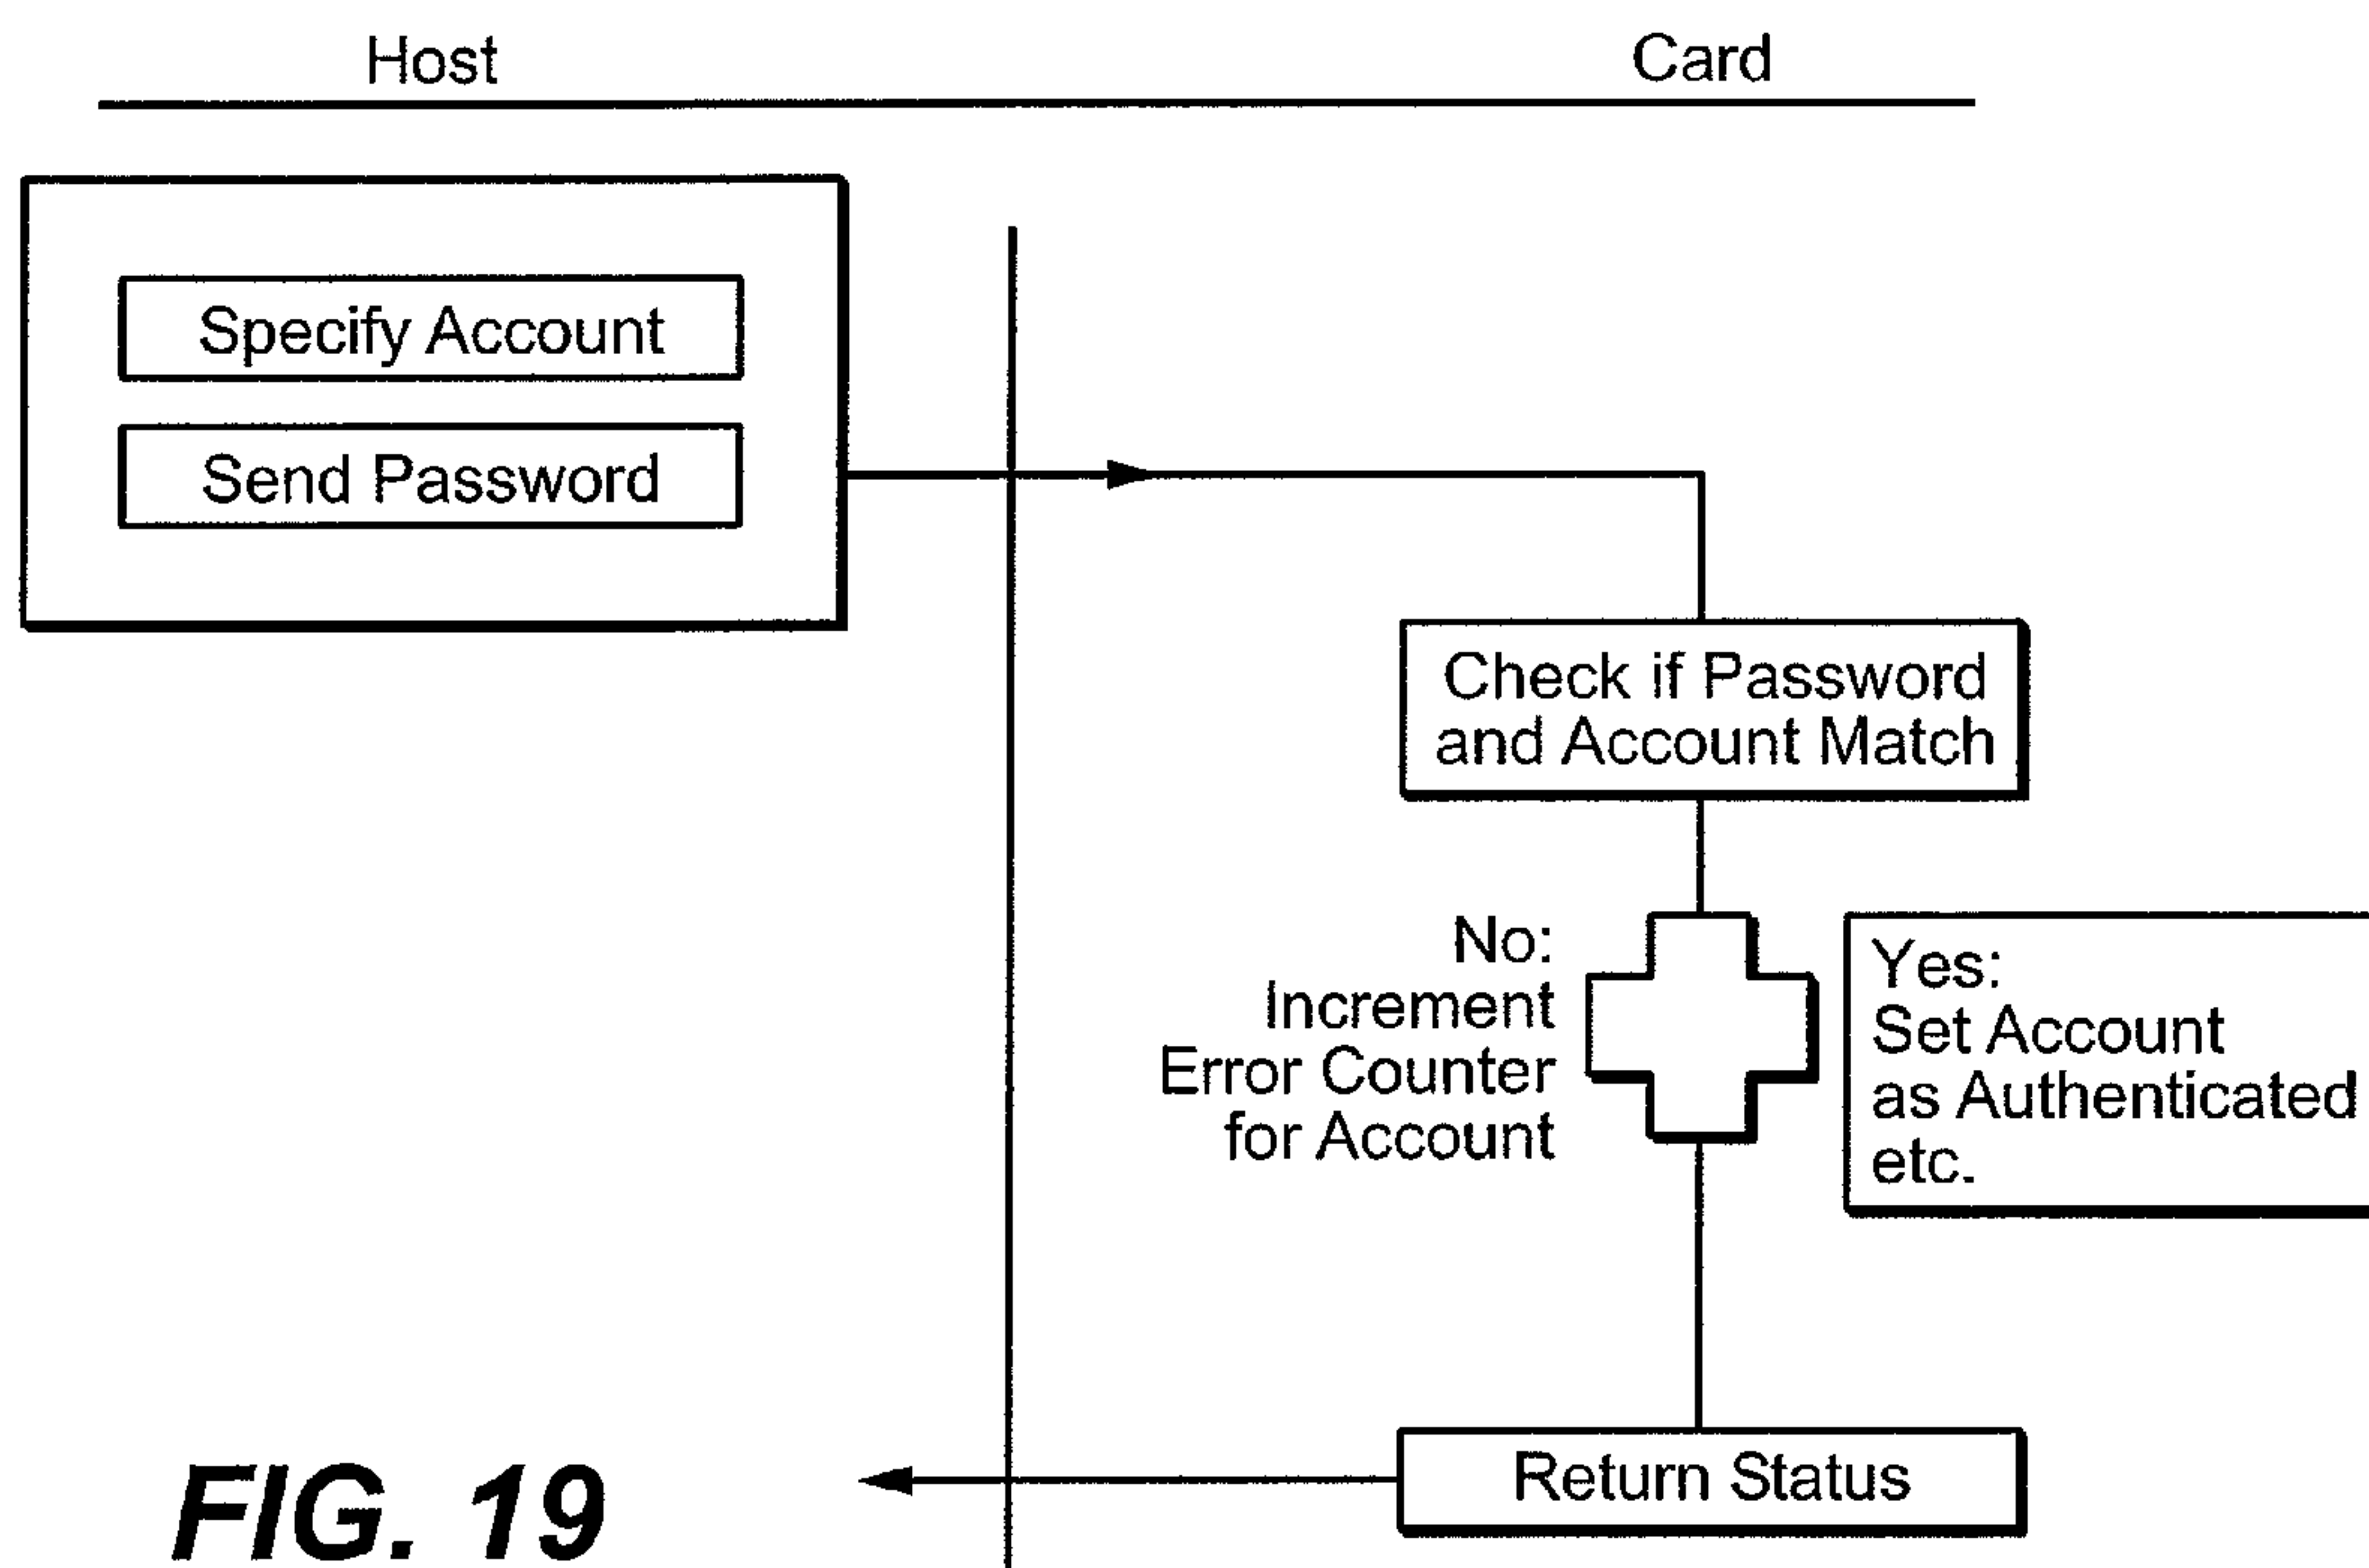 Host
Card
Specify Account
Send Password
Check if Password
and Account Match
No:
Increment
Error Counter
for Account
Yes:
Set Account
as Authenticated
etc.
Return Status
FIG. 19